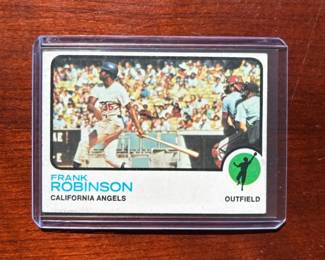 FRANK
ROBINSON
CALIFORNIA ANGELS
OUTFIELD